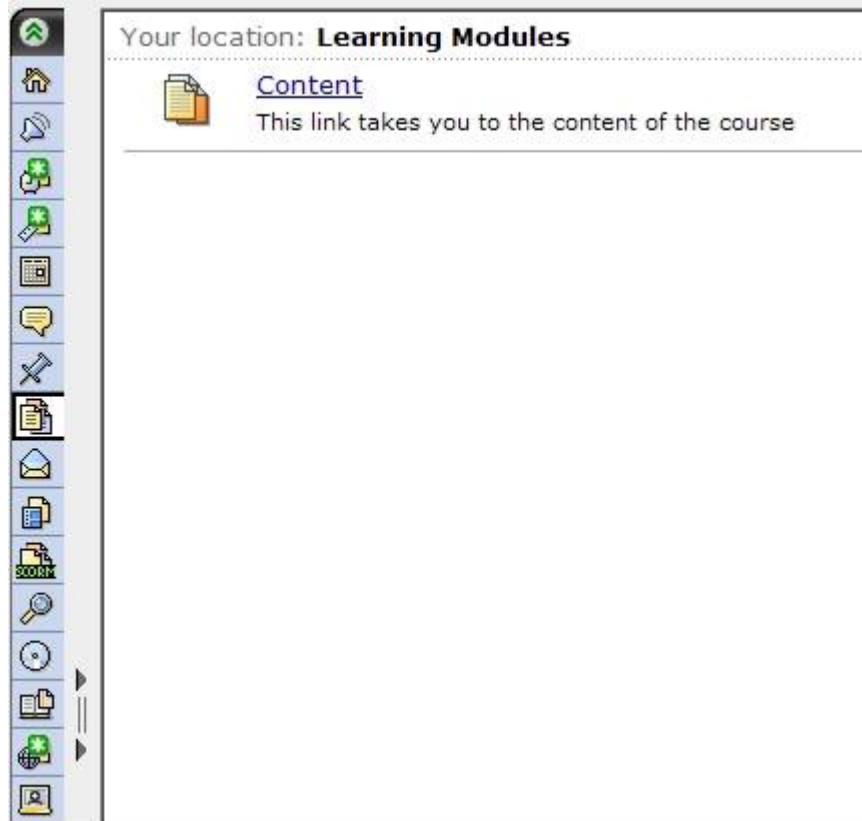 Your location: Learning Modules
Content
This link takes you to the content of the course
SCORM